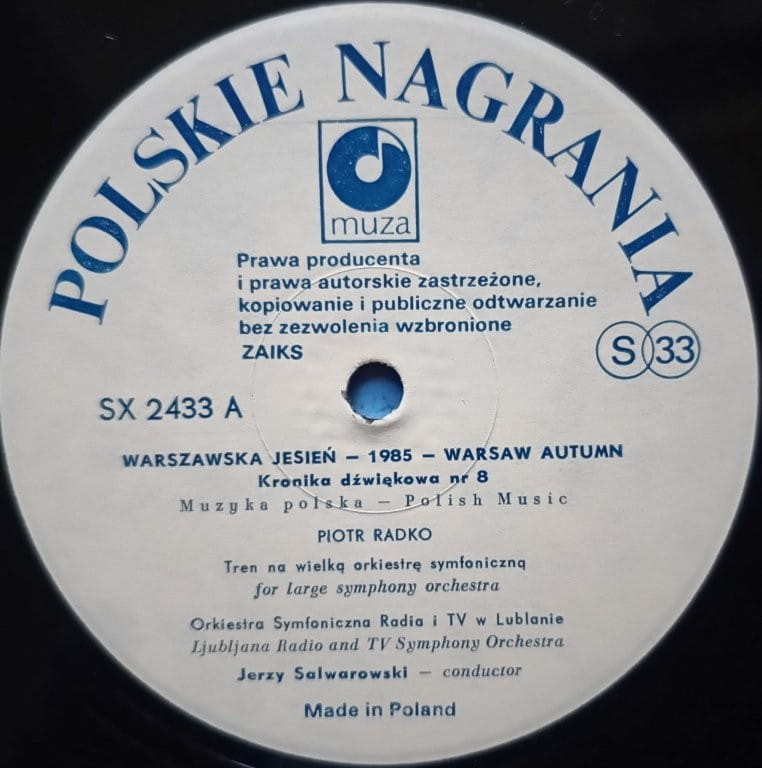 POLSKIE NAGRANIA
muza
Prawa producenta
i prawa autorskie zastrzeżone,
kopiowanie i publiczne odtwarzanie
bez zezwolenia wzbronione
ZAIKS
S 33
SX 2433 A
WARSZAWSKA JESIEŃ – 1985 – WARSAW AUTUMN
Kronika dźwiękowa nr 8
Muzyka polska – Polish Music
PIOTR RADKO
Tren na wielką orkiestrę symfoniczną
for large symphony orchestra
Orkiestra Symfoniczna Radia i TV w Lublanie
Ljubljana Radio and TV Symphony Orchestra
Jerzy Salwarowski – conductor
Made in Poland